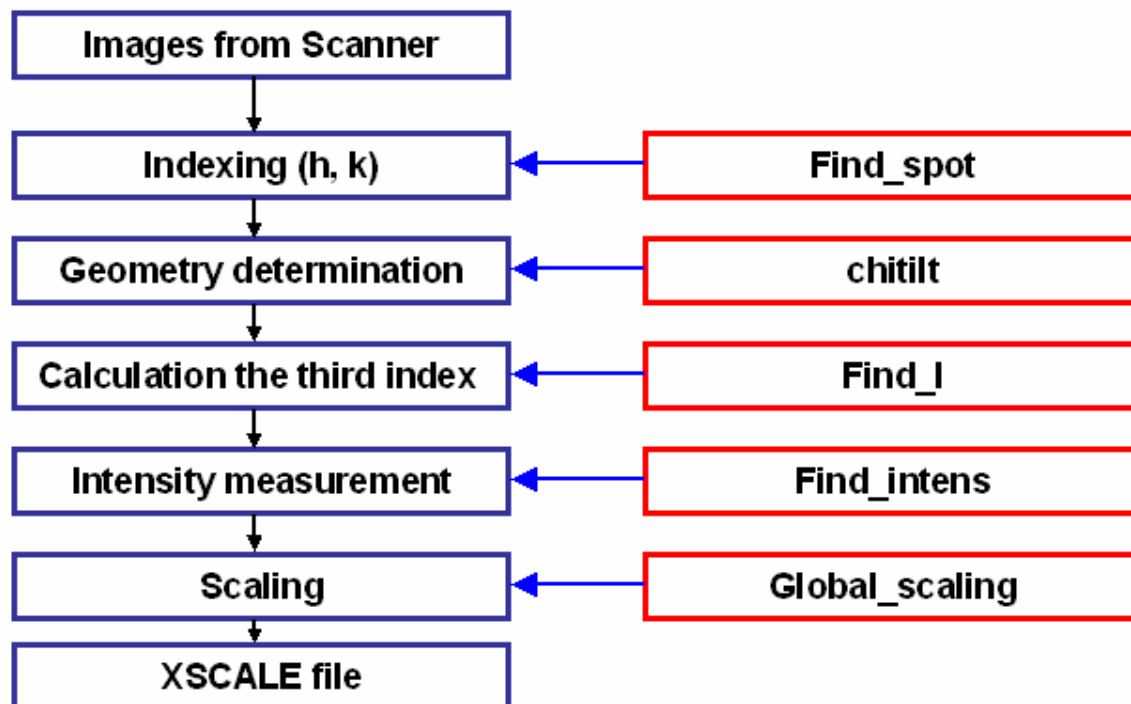 Images from Scanner
Indexing (h, k)
Find_spot
Geometry determination
chitilt
Calculation the third index
Find_l
Intensity measurement
Find_intens
Scaling
Global_scaling
XSCALE file